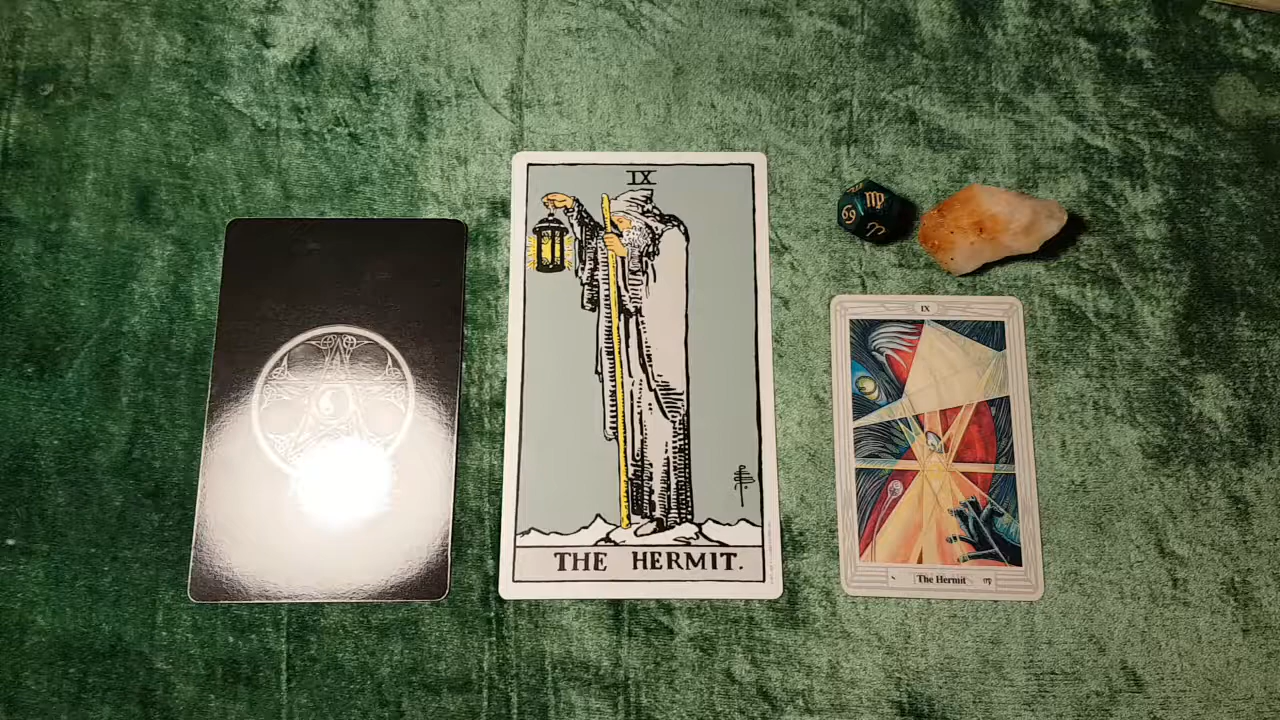 IX
THE HERMIT.
♍
♋
♈
IX
The Hermit ♍